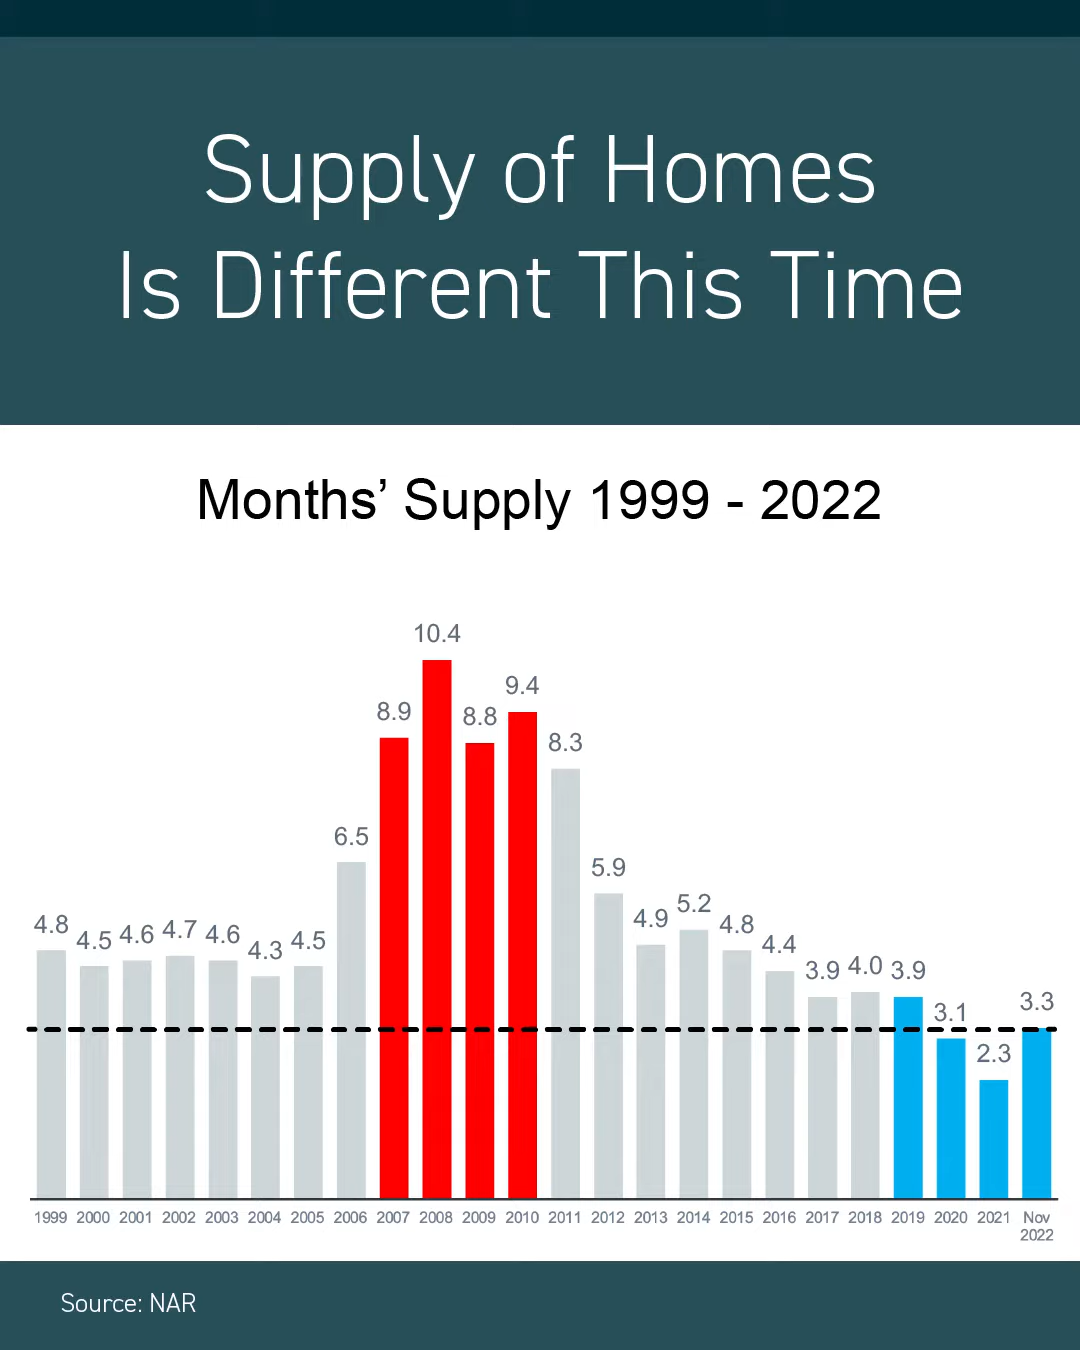 Supply of Homes
Is Different This Time
Months’ Supply 1999 - 2022
10.4
9.4
8.9
8.8
8.3
6.5
5.9
5.2
4.8 4.5 4.6 4.7 4.6 4.3 4.5
4.9
4.8
4.4
3.9 4.0 3.9
3.1
3.3
2.3
1999 2000 2001 2002 2003 2004 2005 2006 2007 2008 2009 2010 2011 2012 2013 2014 2015 2016 2017 2018 2019 2020 2021 Nov
2022
Source: NAR